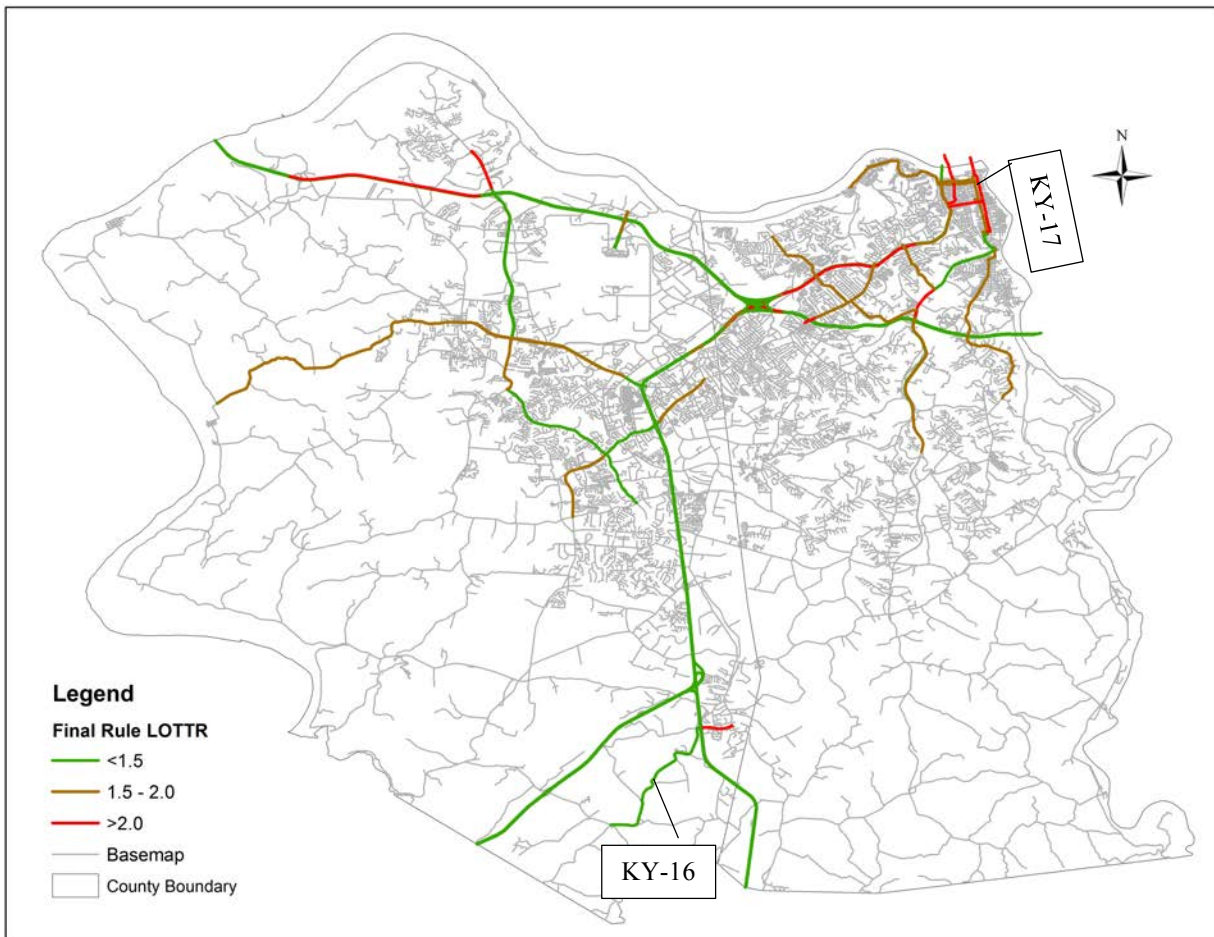 N
KY-17
Legend
Final Rule LOTTR
<1.5
1.5 - 2.0
>2.0
Basemap
County Boundary
KY-16